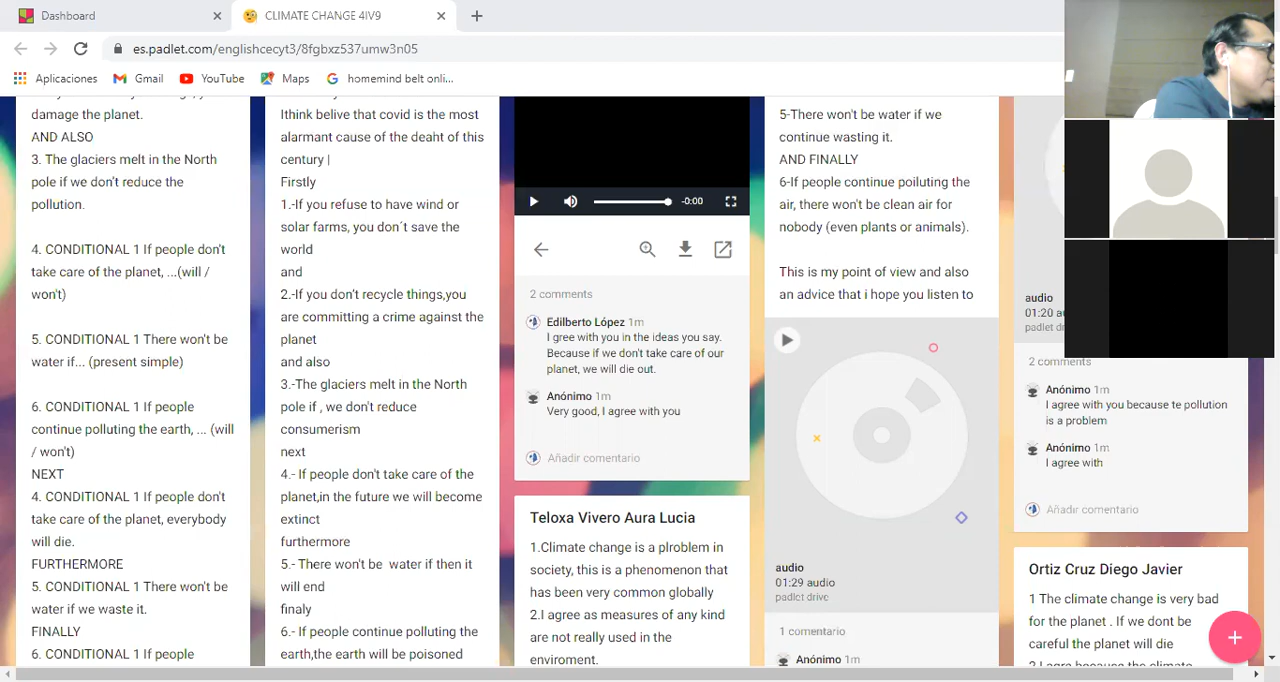 Dashboard
CLIMATE CHANGE 4IV9
es.padlet.com/englishcecyt3/8fgbxz537umw3n05
Aplicaciones
Gmail
YouTube
Maps
homemind belt onli...
damage the planet.
AND ALSO
3. The glaciers melt in the North
pole if we don't reduce the
pollution.
4. CONDITIONAL 1 If people don't
take care of the planet, ...(will /
won't)
5. CONDITIONAL 1 There won't be
water if... (present simple)
6. CONDITIONAL 1 If people
continue polluting the earth, ... (will
/ won't)
NEXT
4. CONDITIONAL 1 If people don't
take care of the planet, everybody
will die.
FURTHERMORE
5. CONDITIONAL 1 There won't be
water if we waste it.
FINALLY
6. CONDITIONAL 1 If people
Ithink belive that covid is the most
alarmant cause of the deaht of this
century |
Firstly
1.-If you refuse to have wind or
solar farms, you don´t save the
world
and
2.-If you don't recycle things,you
are committing a crime against the
planet
and also
3.-The glaciers melt in the North
pole if , we don't reduce
consumerism
next
4.- If people don't take care of the
planet,in the future we will become
extinct
furthermore
5.- There won't be water if then it
will end
finaly
6.- If people continue polluting the
earth,the earth will be poisoned
-0:00
2 comments
Edilberto López 1m
I gree with you in the ideas you say.
Because if we don't take care of our
planet, we will die out.
Anónimo 1m
Very good, I agree with you
Añadir comentario
Teloxa Vivero Aura Lucia
1.Climate change is a plroblem in
society, this is a phenomenon that
has been very common globally
2.I agree as measures of any kind
are not really used in the
enviroment.
5-There won't be water if we
continue wasting it.
AND FINALLY
6-If people continue poiluting the
air, there won't be clean air for
nobody (even plants or animals).
This is my point of view and also
an advice that i hope you listen to
audio
01:29 audio
padlet drive
1 comentario
Anónimo 1m
audio
01:20 au
padlet dri
2 comments
Anónimo 1m
I agree with you because te pollution
is a problem
Anónimo 1m
I agree with
Añadir comentario
Ortiz Cruz Diego Javier
1 The climate change is very bad
for the planet . If we dont be
careful the planet will die
2 I agre because the climate